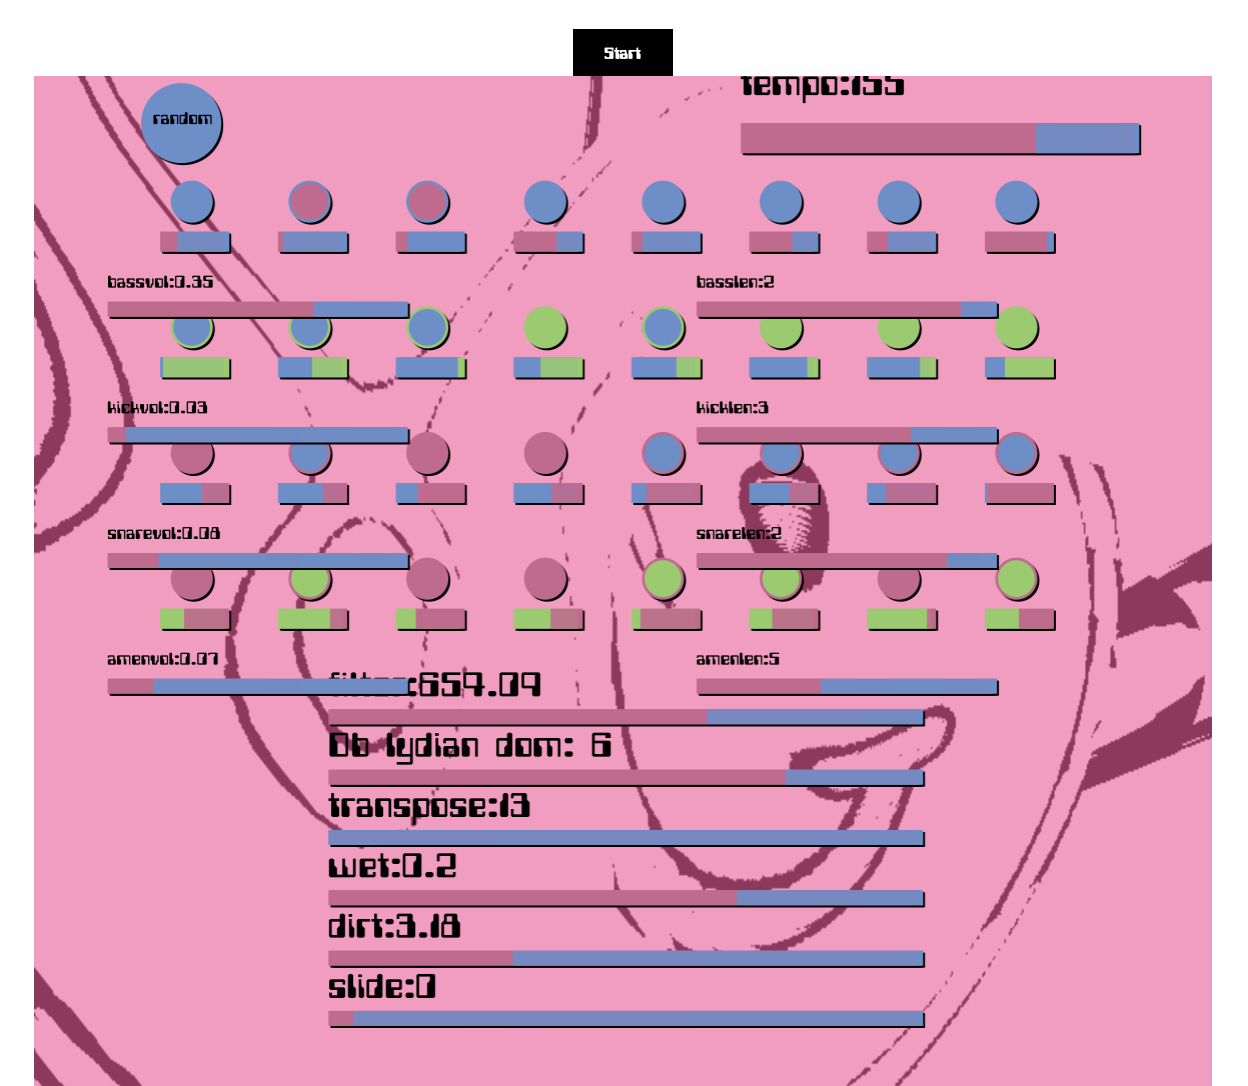 Start
tempo:155
random
bassvol:0.35 basslen:2
kickvol:0.03 kicklen:3
snarevol:0.08 snarelen:2
amenvol:0.07 amenlen:5
filter:659.09
Db lydian dom: 6
transpose:13
wet:0.2
dirt:3.18
slide:0